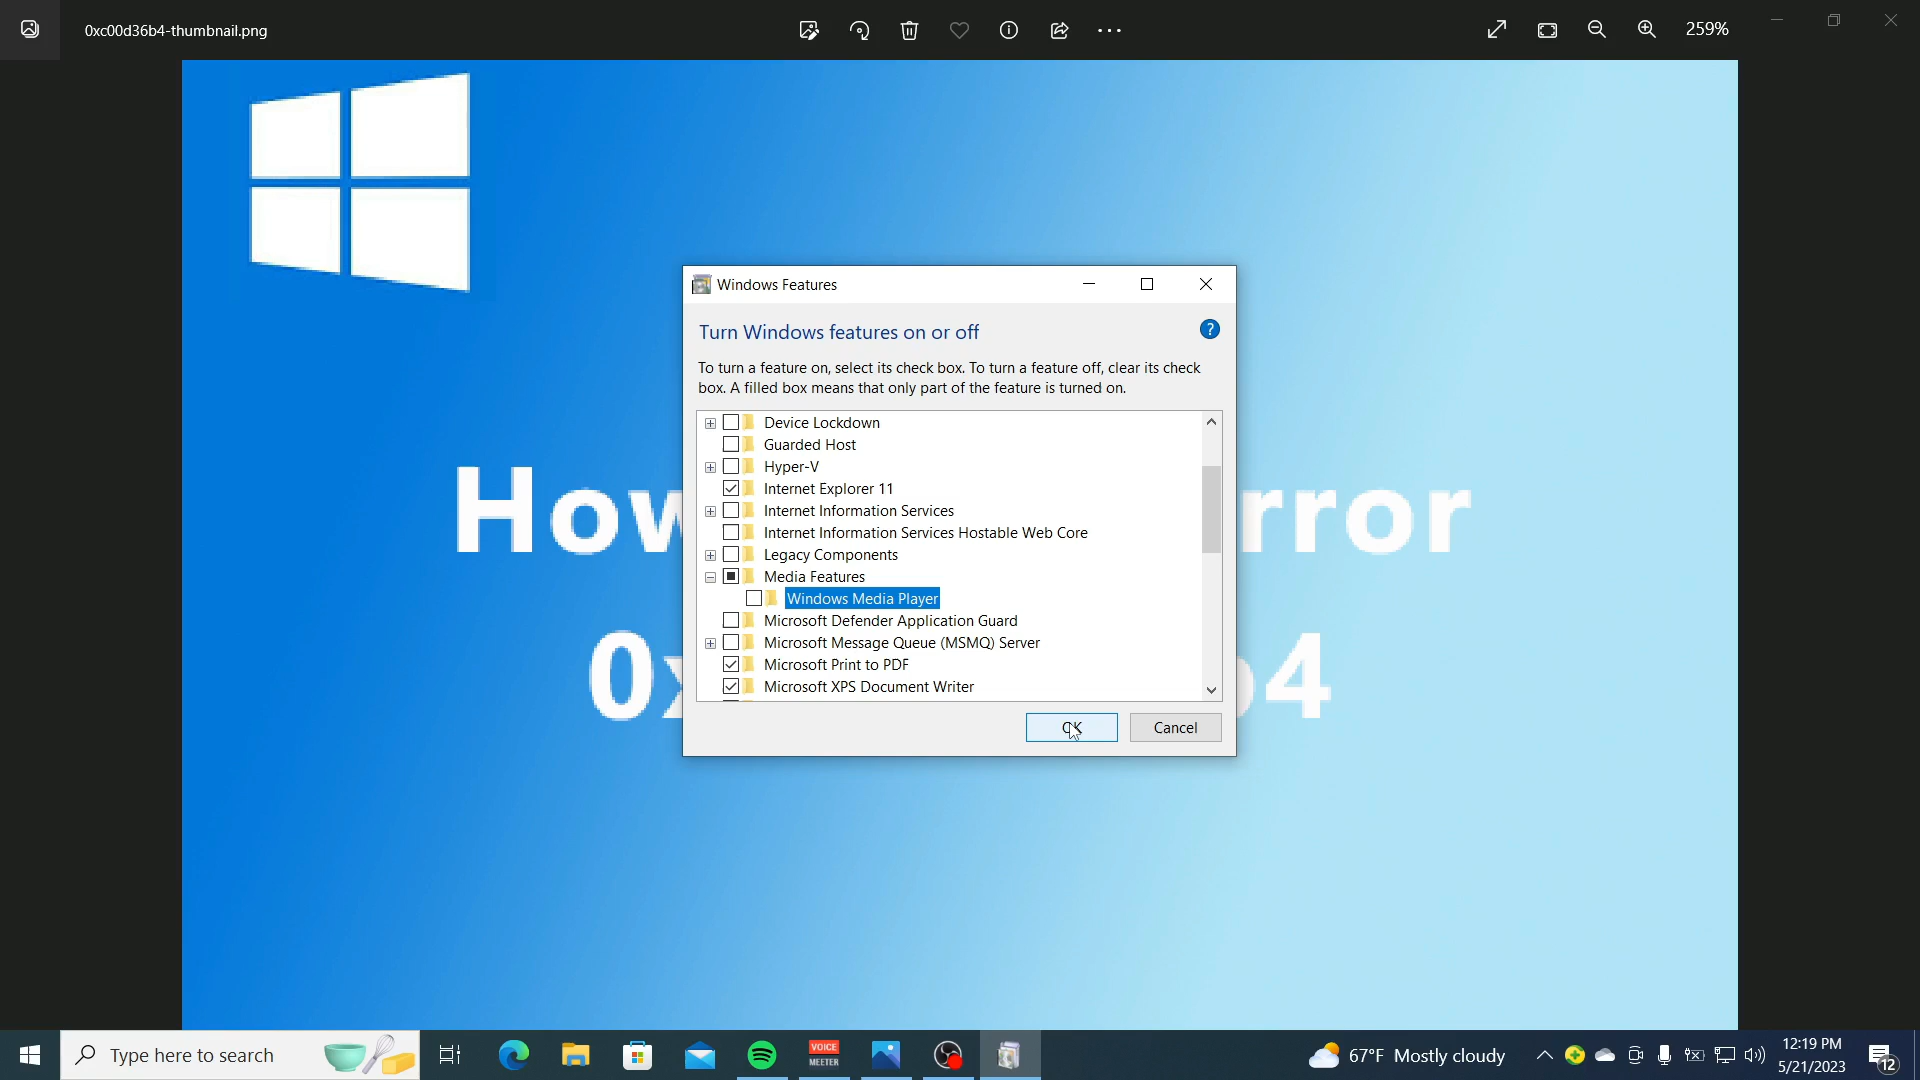 0xc00d36b4-thumbnail.png
259%
Windows Features
Turn Windows features on or off
To turn a feature on, select its check box. To turn a feature off, clear its check
box. A filled box means that only part of the feature is turned on.
Device Lockdown
Guarded Host
Hyper-V
Internet Explorer 11
Internet Information Services
Internet Information Services Hostable Web Core
Legacy Components
Media Features
Windows Media Player
Microsoft Defender Application Guard
Microsoft Message Queue (MSMQ) Server
Microsoft Print to PDF
Microsoft XPS Document Writer
OK
Cancel
How rror
0x b4
Type here to search
VOICE
MEETER
67°F Mostly cloudy
12:19 PM
5/21/2023
12